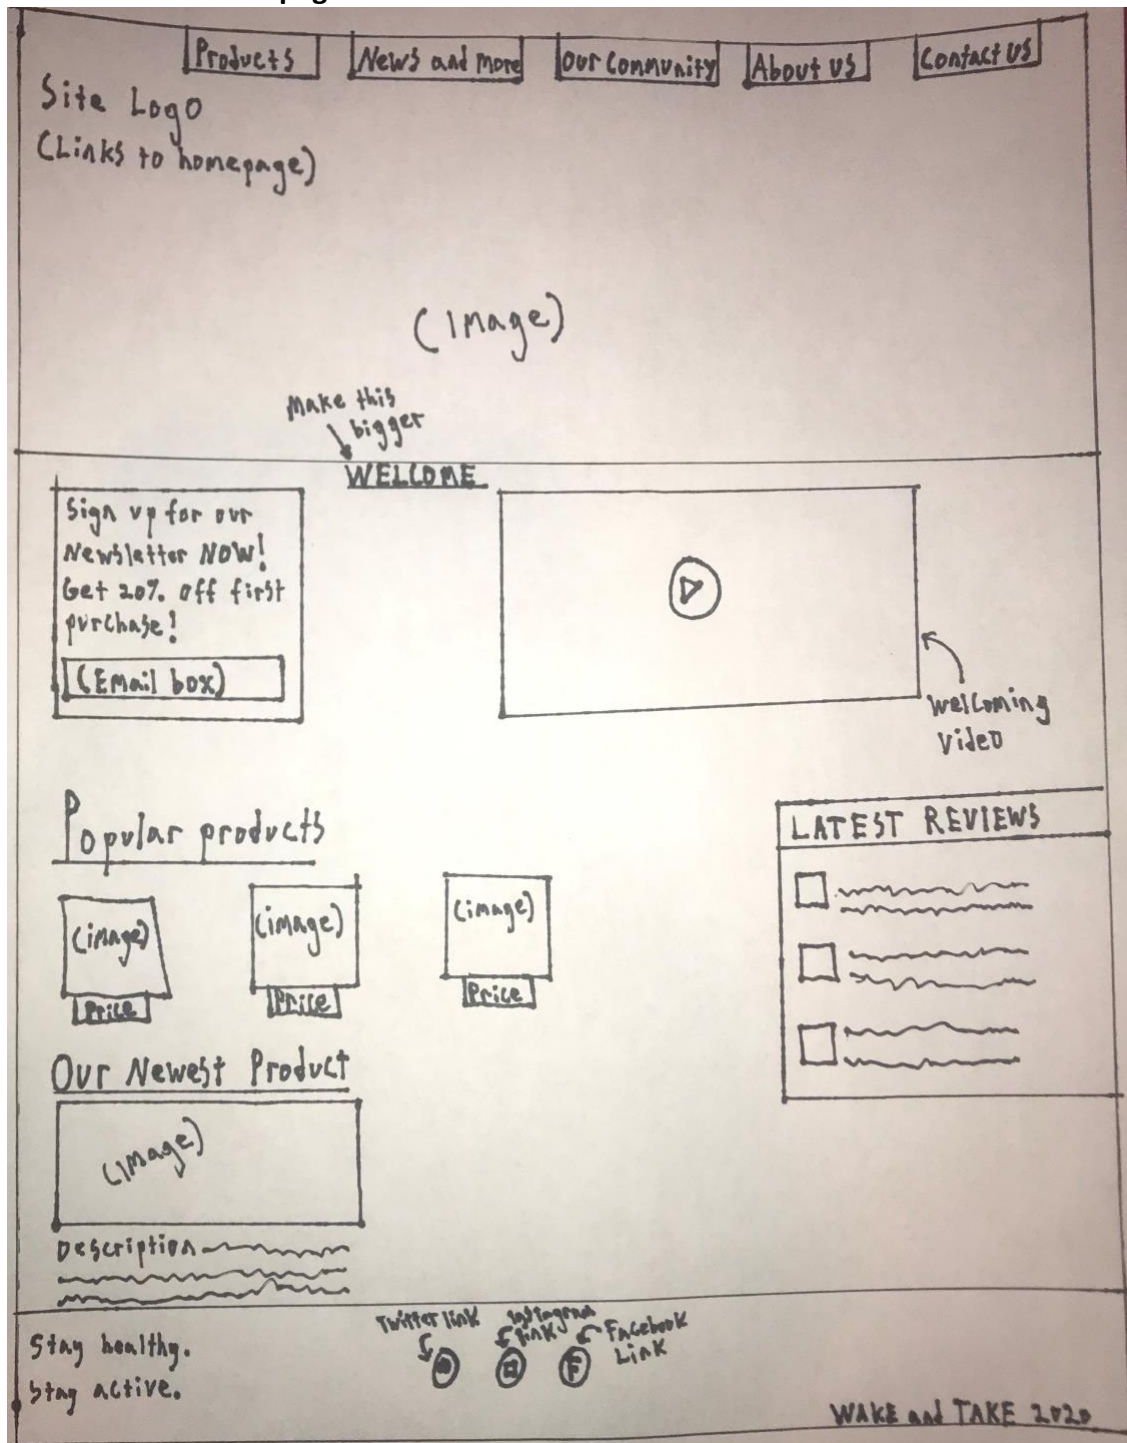 Products
News and more
Our Community
About us
Contact us
Site Logo
(Links to homepage)
(Image)
Make this
bigger
WELCOME
Sign up for our
Newsletter NOW!
Get 20% off first
purchase!
(Email box)
Welcoming
Video
Popular products
LATEST REVIEWS
(image)
(image)
(image)
Price
Price
Price
Our Newest Product
(Image)
Description
Twitter link
Instagram
link
Facebook
Link
F
Stay healthy.
Stay active.
WAKE and TAKE 2020